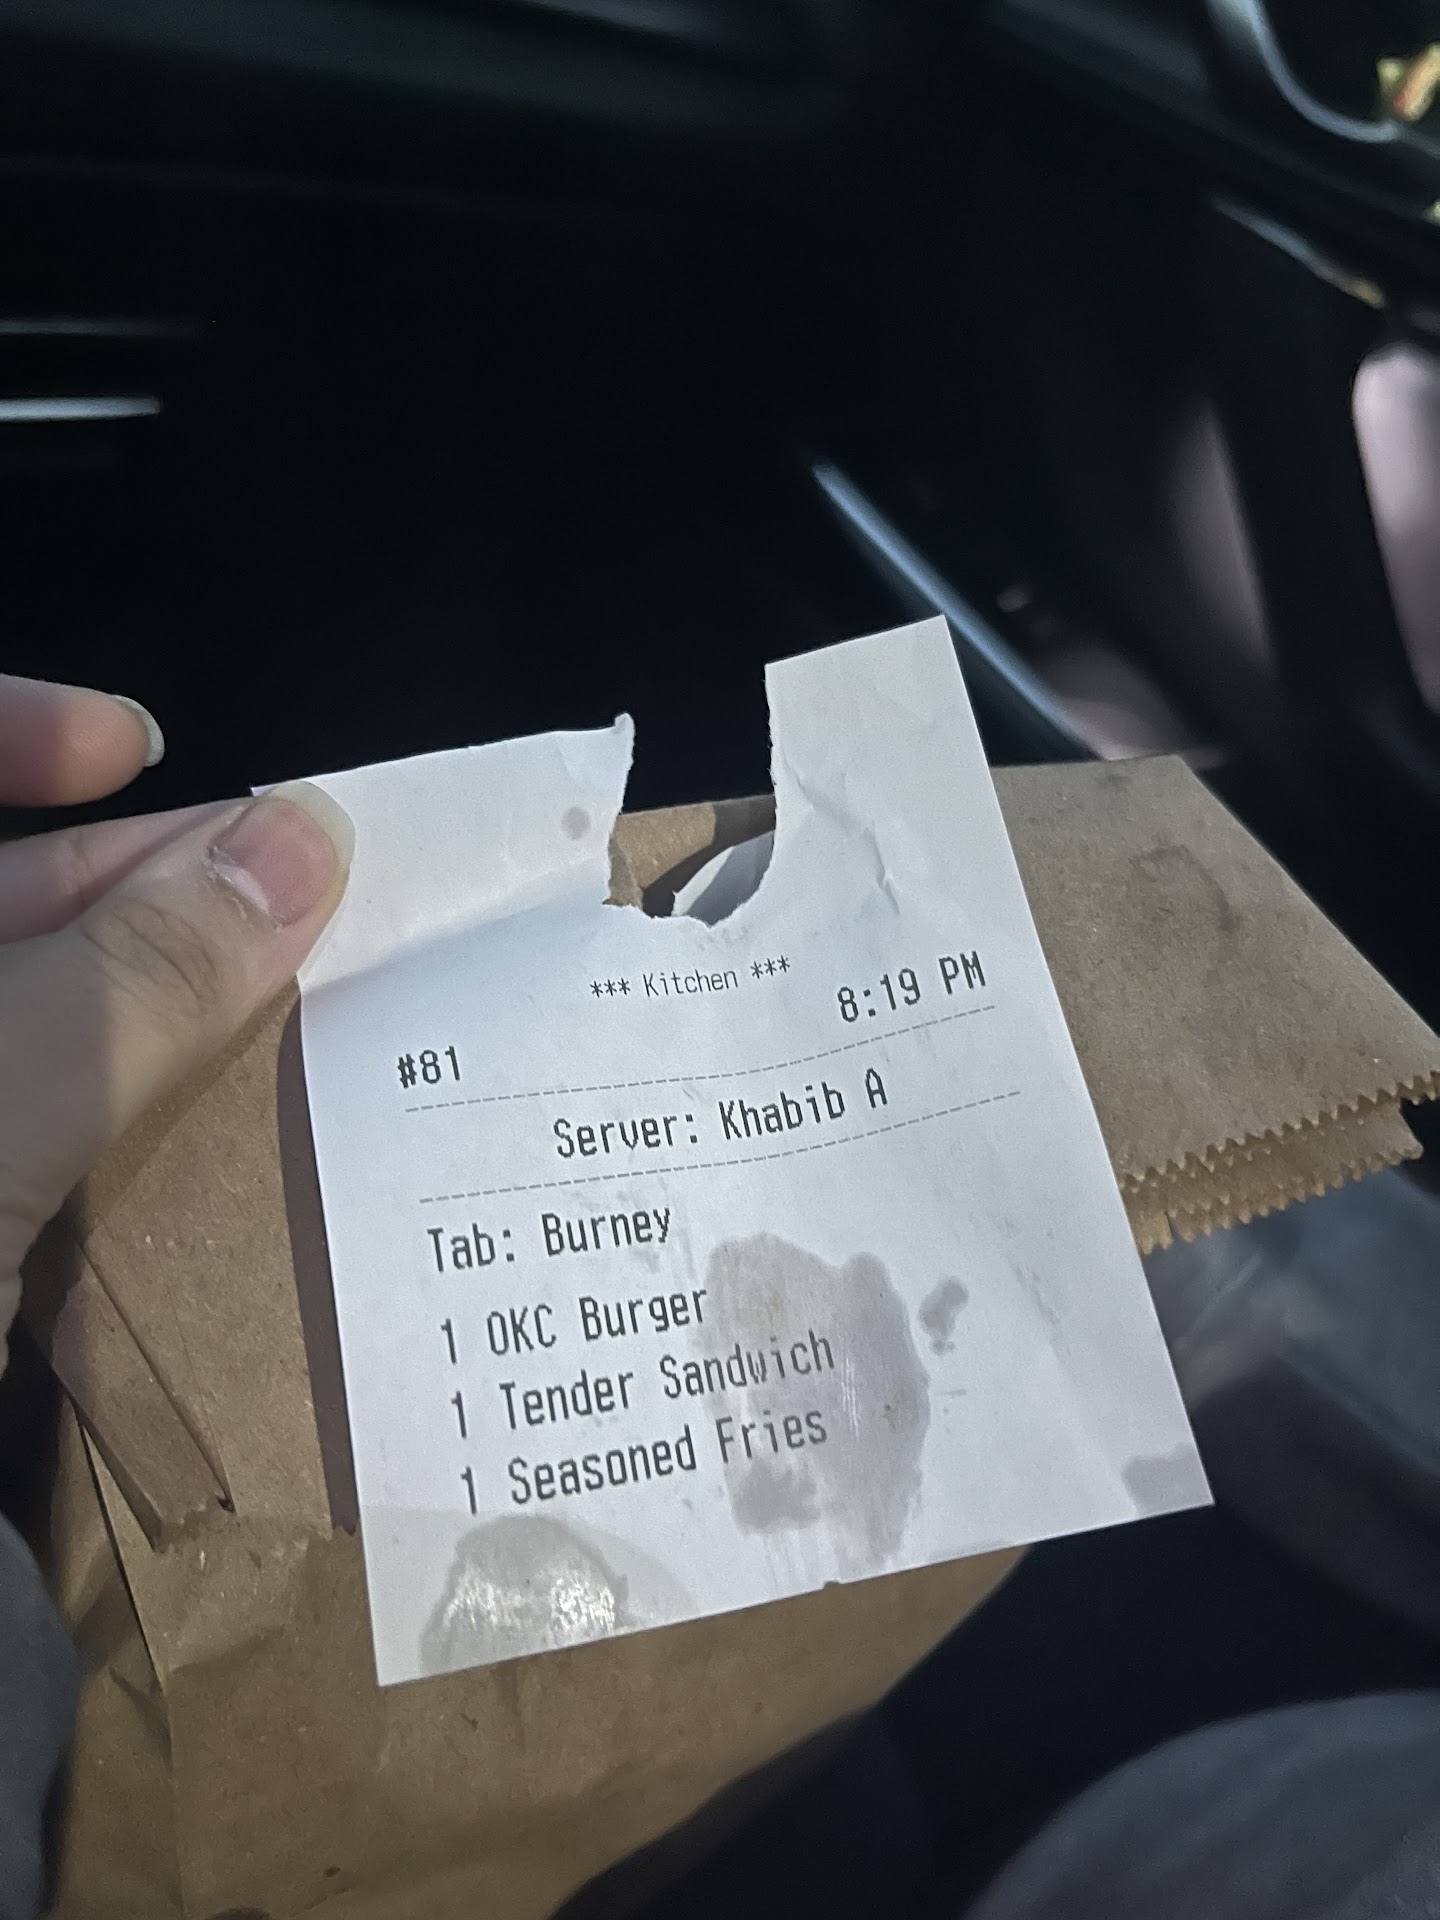 *** Kitchen ***
8:19 PM
#81
Server: Khabib A
Tab: Burney
1 OKC Burger
1 Tender Sandwich
1 Seasoned Fries